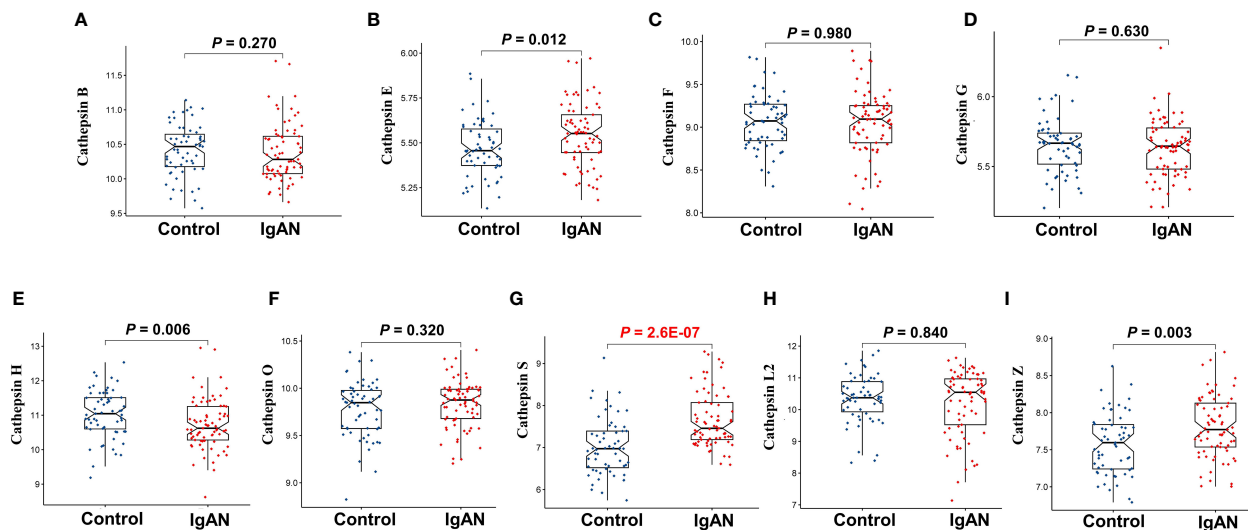 A
B
C
D
P = 0.270
P = 0.012
P = 0.980
P = 0.630
Cathepsin B
11.5
11.0
10.5
10.0
9.5
Control IgAN
Cathepsin E
6.00
5.75
5.50
5.25
Control IgAN
Cathepsin F
10.0
9.5
9.0
8.5
8.0
Control IgAN
Cathepsin G
6.0
5.5
Control IgAN
E
F
G
H
I
P = 0.006
P = 0.320
P = 2.6E-07
P = 0.840
P = 0.003
Cathepsin H
13
12
11
10
9
Control IgAN
Cathepsin O
10.5
10.0
9.5
9.0
Control IgAN
Cathepsin S
9
8
7
6
Control IgAN
Cathepsin L2
12
11
10
9
8
7
Control IgAN
Cathepsin Z
9.0
8.5
8.0
7.5
7.0
Control IgAN